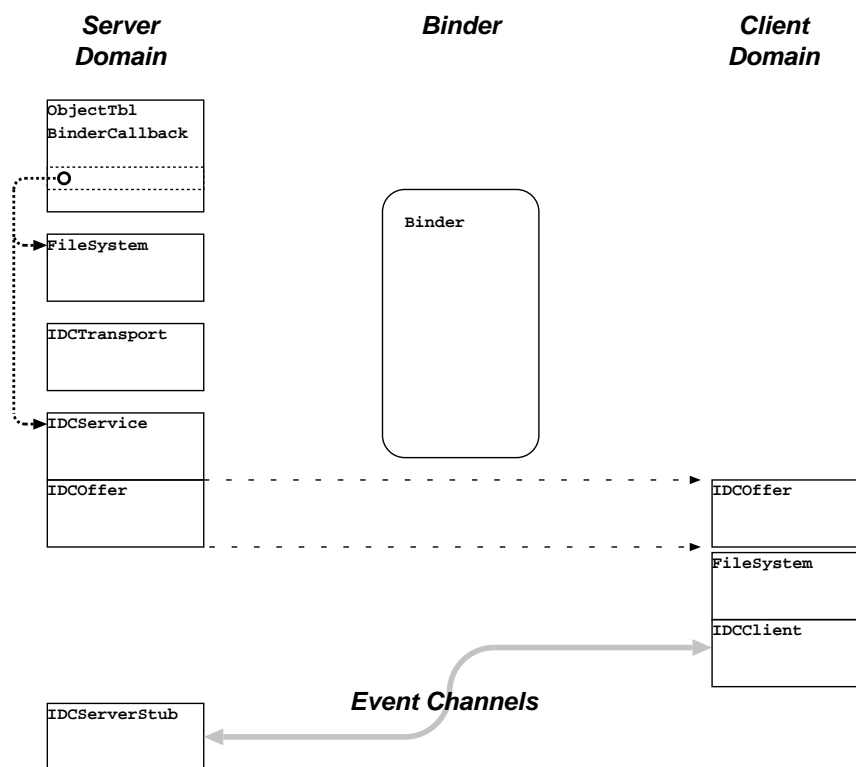 Server
Domain
Binder
Client
Domain
ObjectTbl
BinderCallback
Binder
FileSystem
IDCTransport
IDCService
IDCOffer
IDCOffer
FileSystem
IDCClient
Event Channels
IDCServerStub